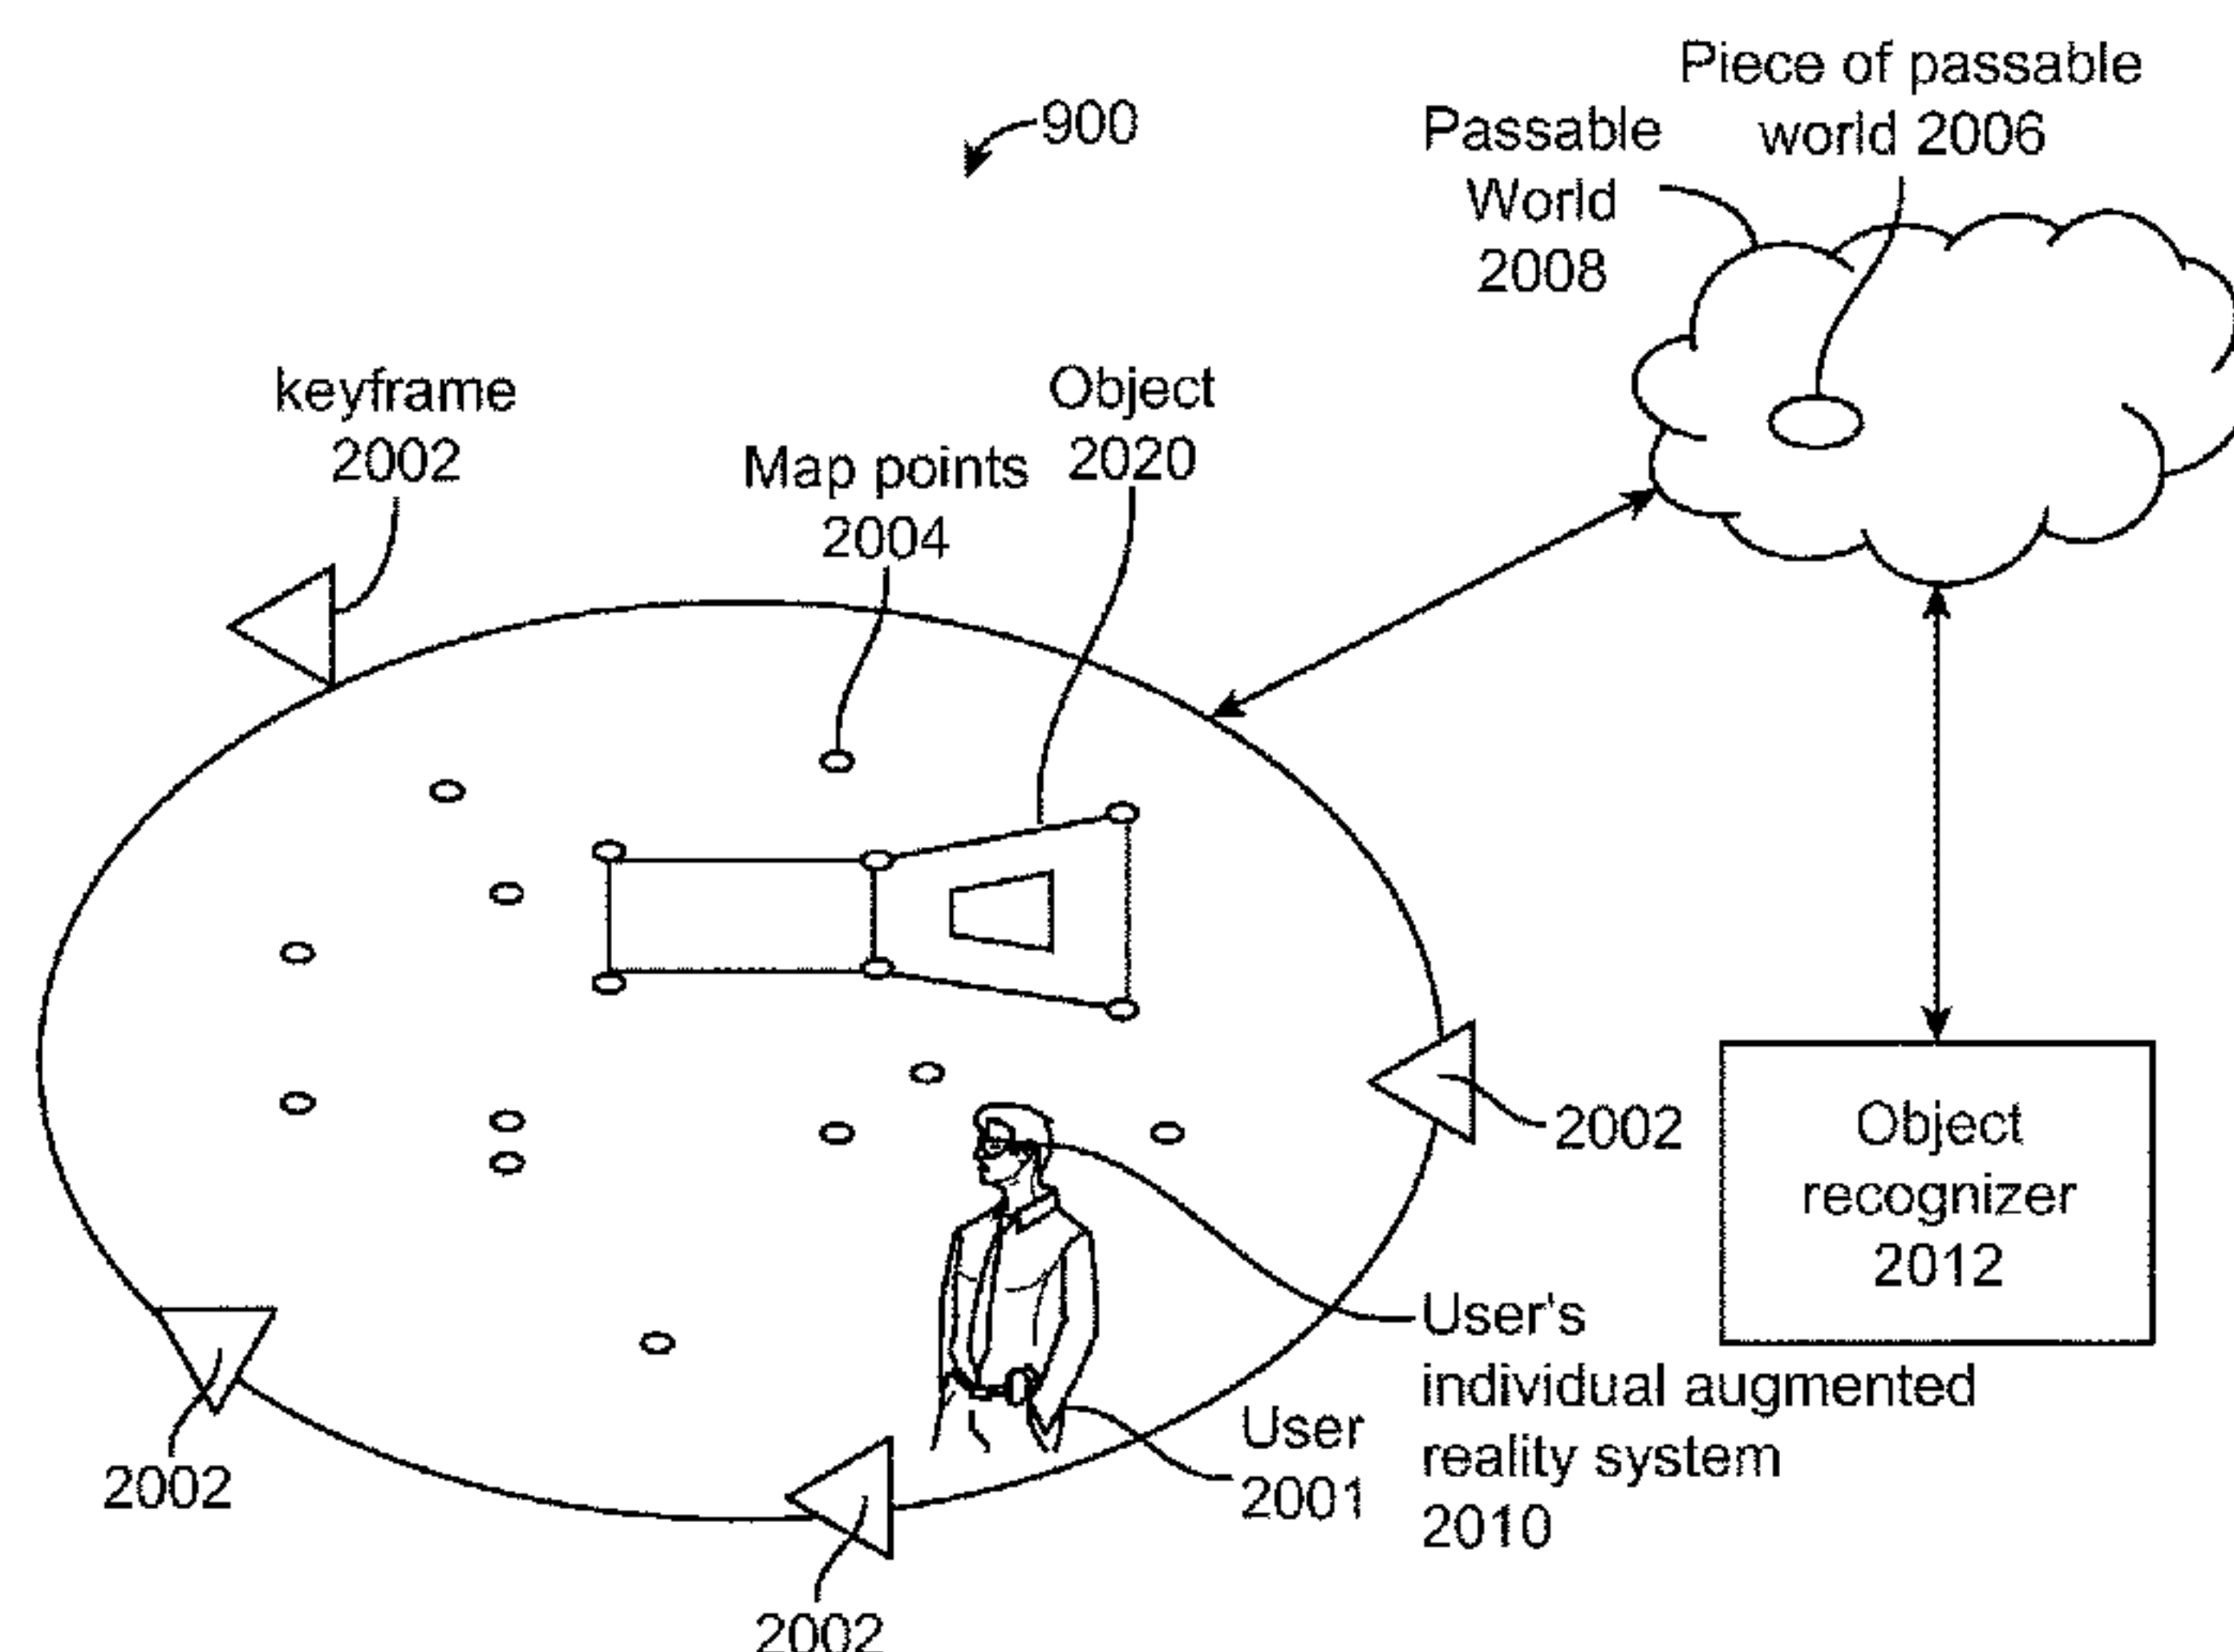 900
Piece of passable
world 2006
Passable
World
2008
keyframe
2002
Map points
2004
Object
2020
2002
Object
recognizer
2012
User's
individual augmented
reality system
2010
User
2001
2002
2002